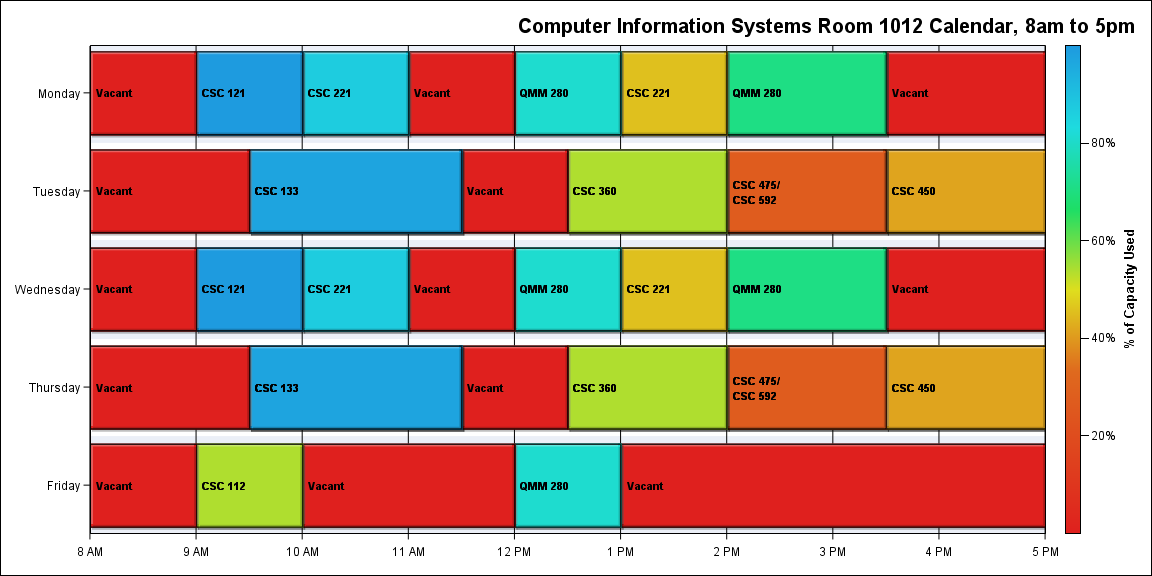 Computer Information Systems Room 1012 Calendar, 8am to 5pm
Monday
Vacant
CSC 121
CSC 221
Vacant
QMM 280
CSC 221
QMM 280
Vacant
Tuesday
Vacant
CSC 133
Vacant
CSC 360
CSC 475/
CSC 592
CSC 450
Wednesday
Vacant
CSC 121
CSC 221
Vacant
QMM 280
CSC 221
QMM 280
Vacant
Thursday
Vacant
CSC 133
Vacant
CSC 360
CSC 475/
CSC 592
CSC 450
Friday
Vacant
CSC 112
Vacant
QMM 280
Vacant
8 AM
9 AM
10 AM
11 AM
12 PM
1 PM
2 PM
3 PM
4 PM
5 PM
80%
60%
40%
20%
% of Capacity Used